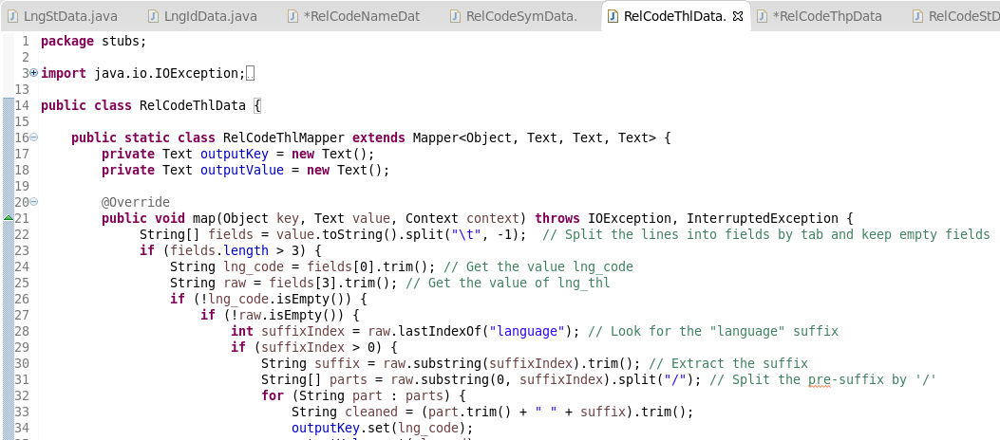 LngStData.java LngIdData.java *RelCodeNameDat RelCodeSymData. RelCodeThlData. *RelCodeThpData RelCodeStD
1 package stubs;
2
3 import java.io.IOException;
13
14 public class RelCodeThlData {
15
16 public static class RelCodeThlMapper extends Mapper<Object, Text, Text, Text> {
17 private Text outputKey = new Text();
18 private Text outputValue = new Text();
19
20 @Override
21 public void map(Object key, Text value, Context context) throws IOException, InterruptedException {
22 String[] fields = value.toString().split("\t", -1);  // Split the lines into fields by tab and keep empty fields
23 if (fields.length > 3) {
24 String lng_code = fields[0].trim(); // Get the value lng_code
25 String raw = fields[3].trim(); // Get the value of lng_thl
26 if (!lng_code.isEmpty()) {
27 if (!raw.isEmpty()) {
28 int suffixIndex = raw.lastIndexOf("language"); // Look for the "language" suffix
29 if (suffixIndex > 0) {
30 String suffix = raw.substring(suffixIndex).trim(); // Extract the suffix
31 String[] parts = raw.substring(0, suffixIndex).split("/"); // Split the pre-suffix by '/'
32 for (String part : parts) {
33 String cleaned = (part.trim() + " " + suffix).trim();
34 outputKey.set(lng_code);